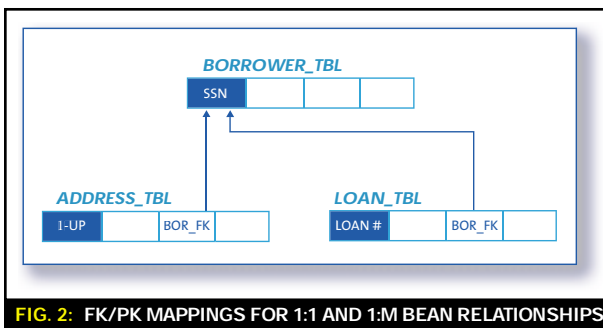 BORROWER_TBL
SSN
ADDRESS_TBL
1-UP BOR_FK
LOAN_TBL
LOAN # BOR_FK
FIG. 2: FK/PK MAPPINGS FOR 1:1 AND 1:M BEAN RELATIONSHIPS